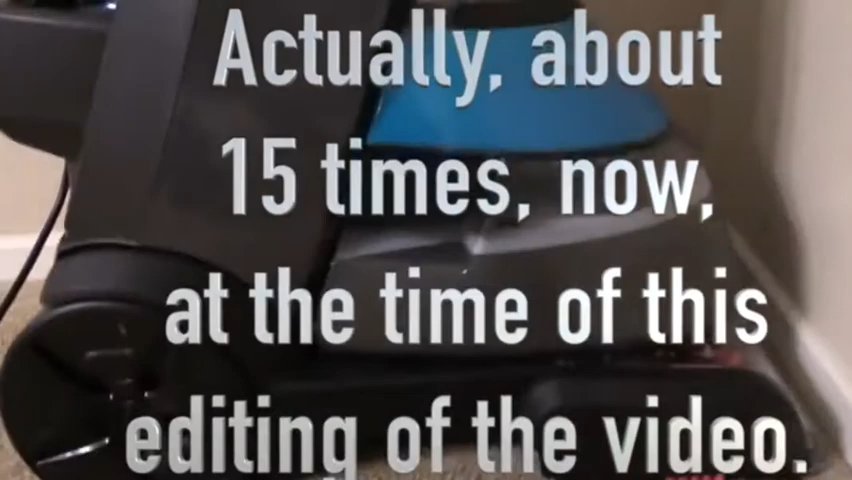 Actually, about
15 times, now,
at the time of this
editing of the video.